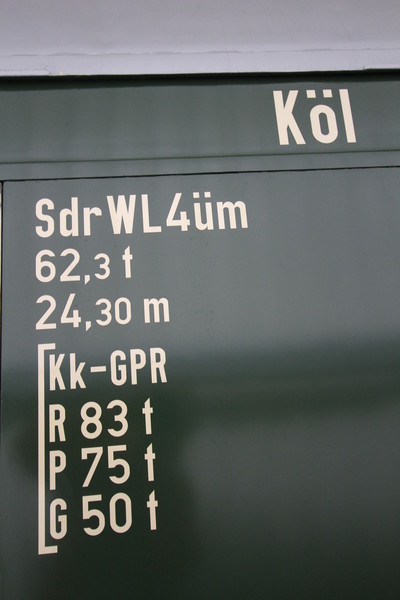 Köl
SdrWL4üm
62,3 t
24,30 m
Kk-GPR
R 83 t
P 75 t
G 50 t